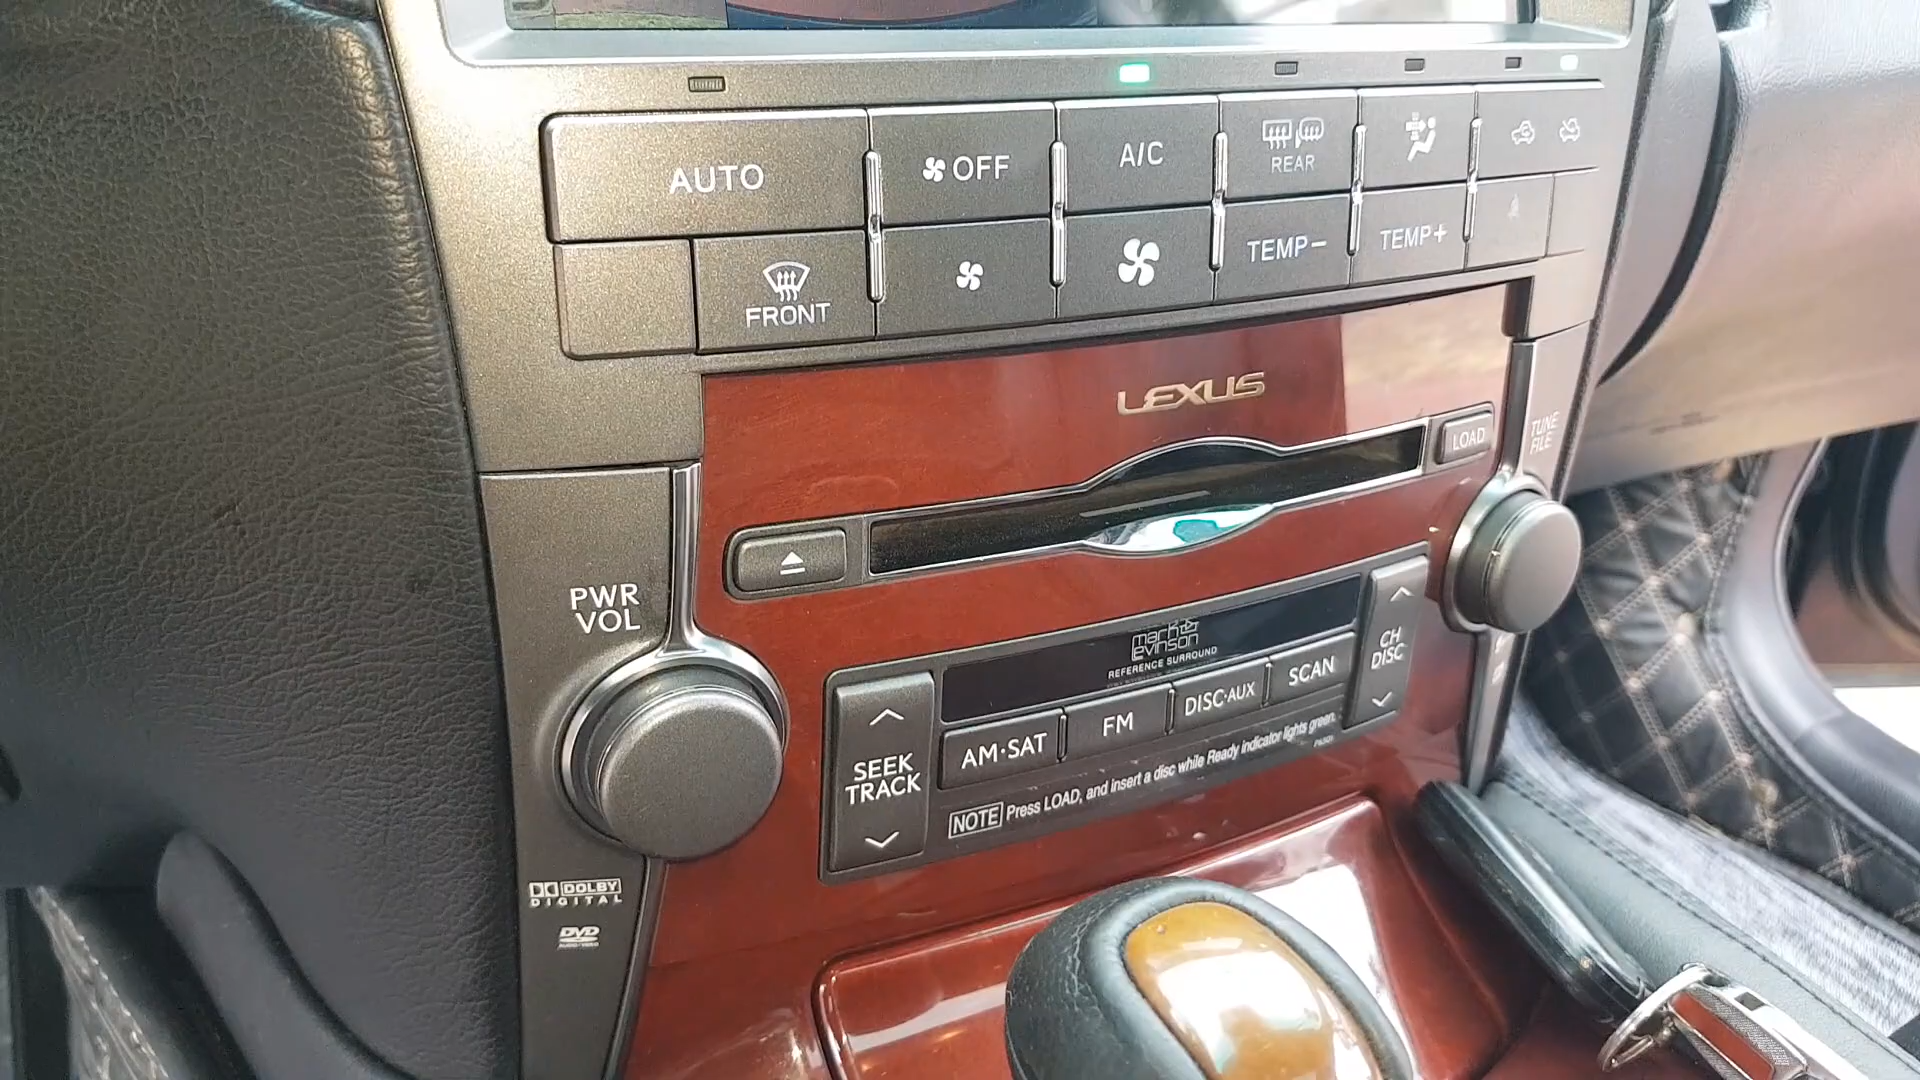 AUTO
OFF
A/C
REAR
FRONT
TEMP−
TEMP+
LEXUS
LOAD
TUNE
FILE
PWR
VOL
mark
Levinson
REFERENCE SURROUND
CH
DISC
SEEK
TRACK
AM·SAT
FM
DISC·AUX
SCAN
NOTE Press LOAD, and insert a disc while Ready indicator lights green.
DOLBY
DIGITAL
DVD
AUDIO/VIDEO